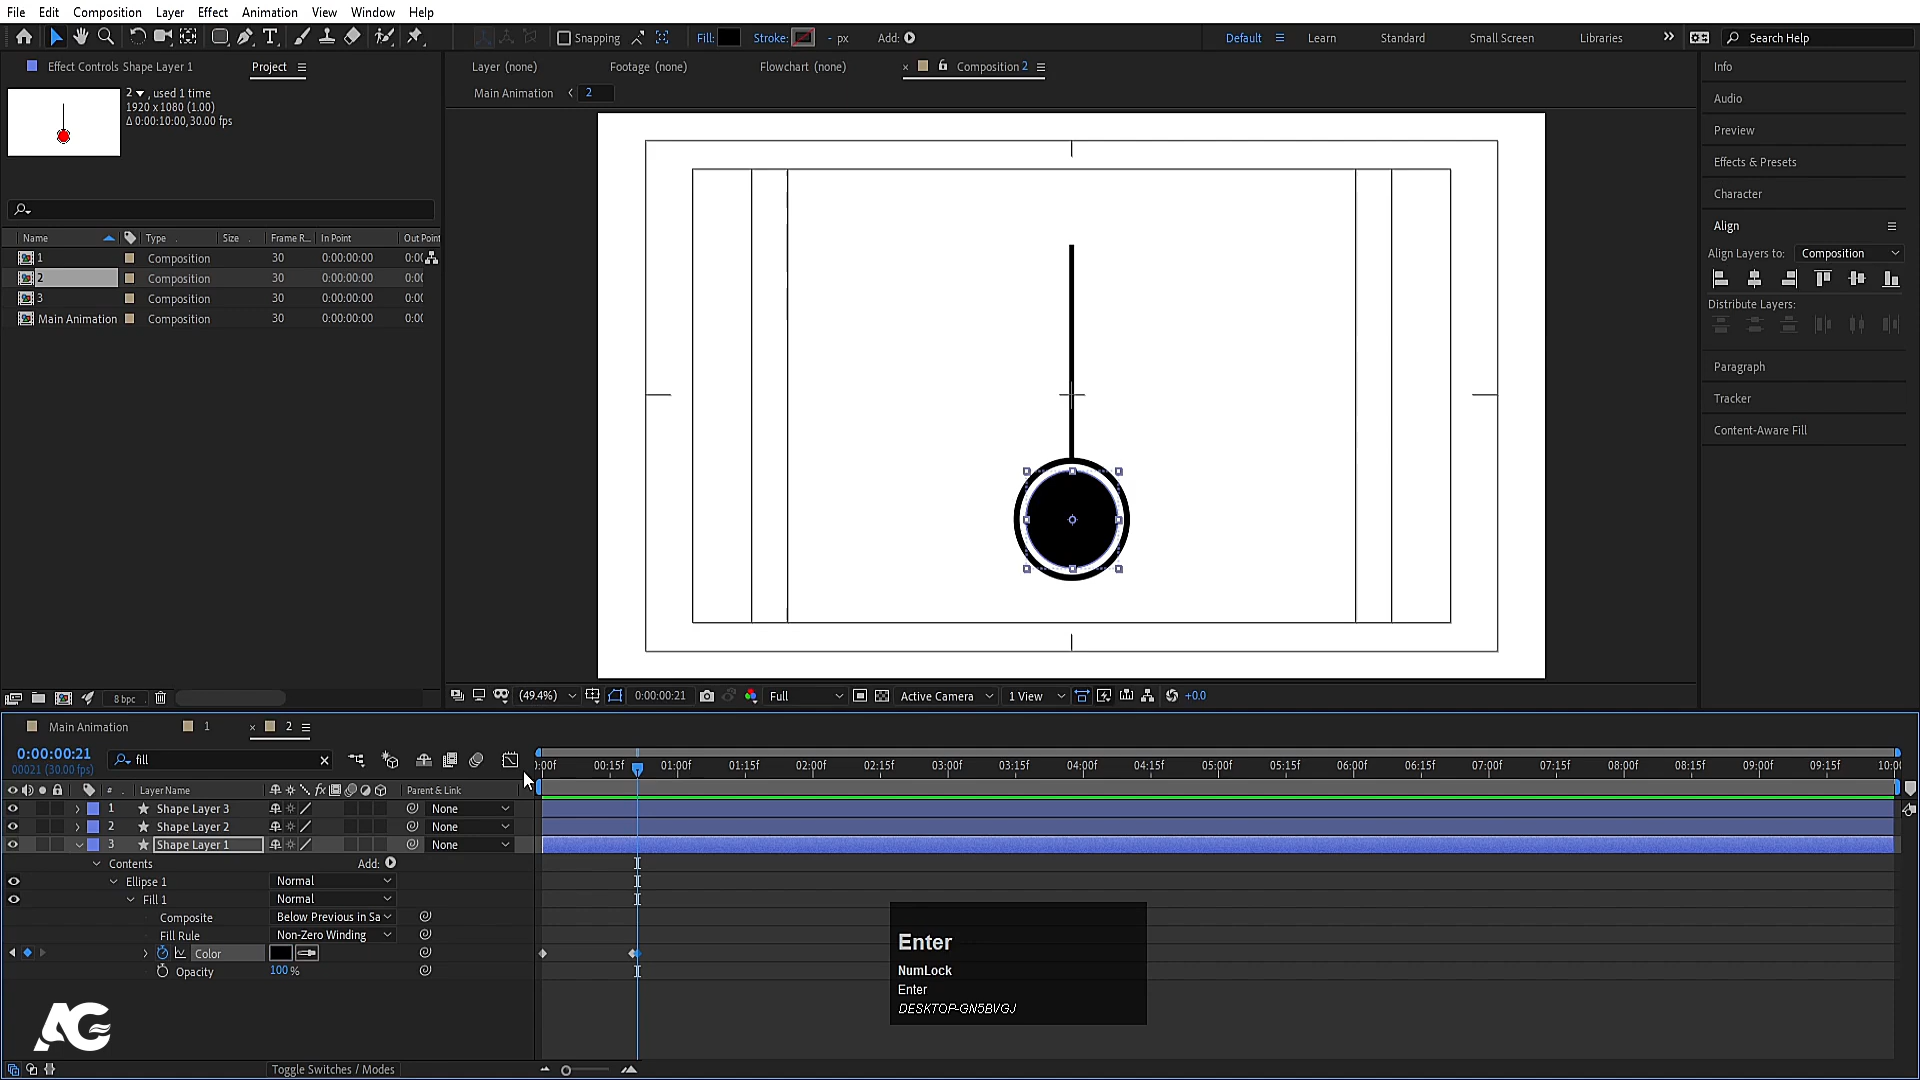 File Edit Composition Layer Effect Animation View Window Help
Snapping Fill: Stroke: - px Add: Default Learn Standard Small Screen Libraries Search Help
Effect Controls Shape Layer 1 Project
Layer (none) Footage (none) Flowchart (none) × Composition 2
Main Animation < 2
2 , used 1 time
1920 x 1080 (1.00)
Δ 0:00:10:00, 30.00 fps
Name Type Size Frame R... In Point Out Point
1 Composition 30 0:00:00:00 0:00
2 Composition 30 0:00:00:00 0:00
3 Composition 30 0:00:00:00 0:00
Main Animation Composition 30 0:00:00:00 0:00
Info
Audio
Preview
Effects & Presets
Character
Align
Align Layers to: Composition
Distribute Layers:
Paragraph
Tracker
Content-Aware Fill
8 bpc
(49.4%) 0:00:00:21 Full Active Camera 1 View +0.0
Main Animation 1 × 2
0:00:00:21
00021 (30.00 fps)
fill
):00f 00:15f 01:00f 01:15f 02:00f 02:15f 03:00f 03:15f 04:00f 04:15f 05:00f 05:15f 06:00f 06:15f 07:00f 07:15f 08:00f 08:15f 09:00f 09:15f 10:00
# Layer Name Parent & Link
1 Shape Layer 3 None
2 Shape Layer 2 None
3 Shape Layer 1 None
Contents Add:
Ellipse 1 Normal
Fill 1 Normal
Composite Below Previous in Sa
Fill Rule Non-Zero Winding
Color
Opacity 100%
Enter
NumLock
Enter
DESKTOP-GN5BVGJ
AG
Toggle Switches / Modes